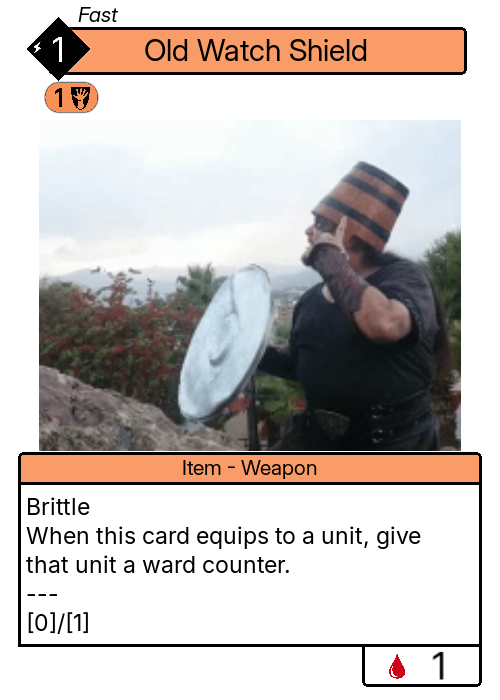 Fast
1
Old Watch Shield
1
Item - Weapon
Brittle
When this card equips to a unit, give
that unit a ward counter.
---
[0]/[1]
1